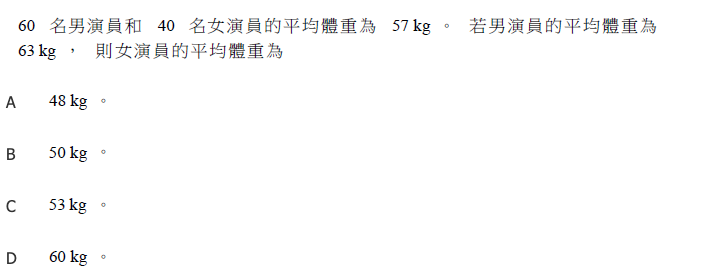 60 名男演員和 40 名女演員的平均體重為 57 kg 。 若男演員的平均體重為
63 kg ， 則女演員的平均體重為
A 48 kg 。
B 50 kg 。
C 53 kg 。
D 60 kg 。